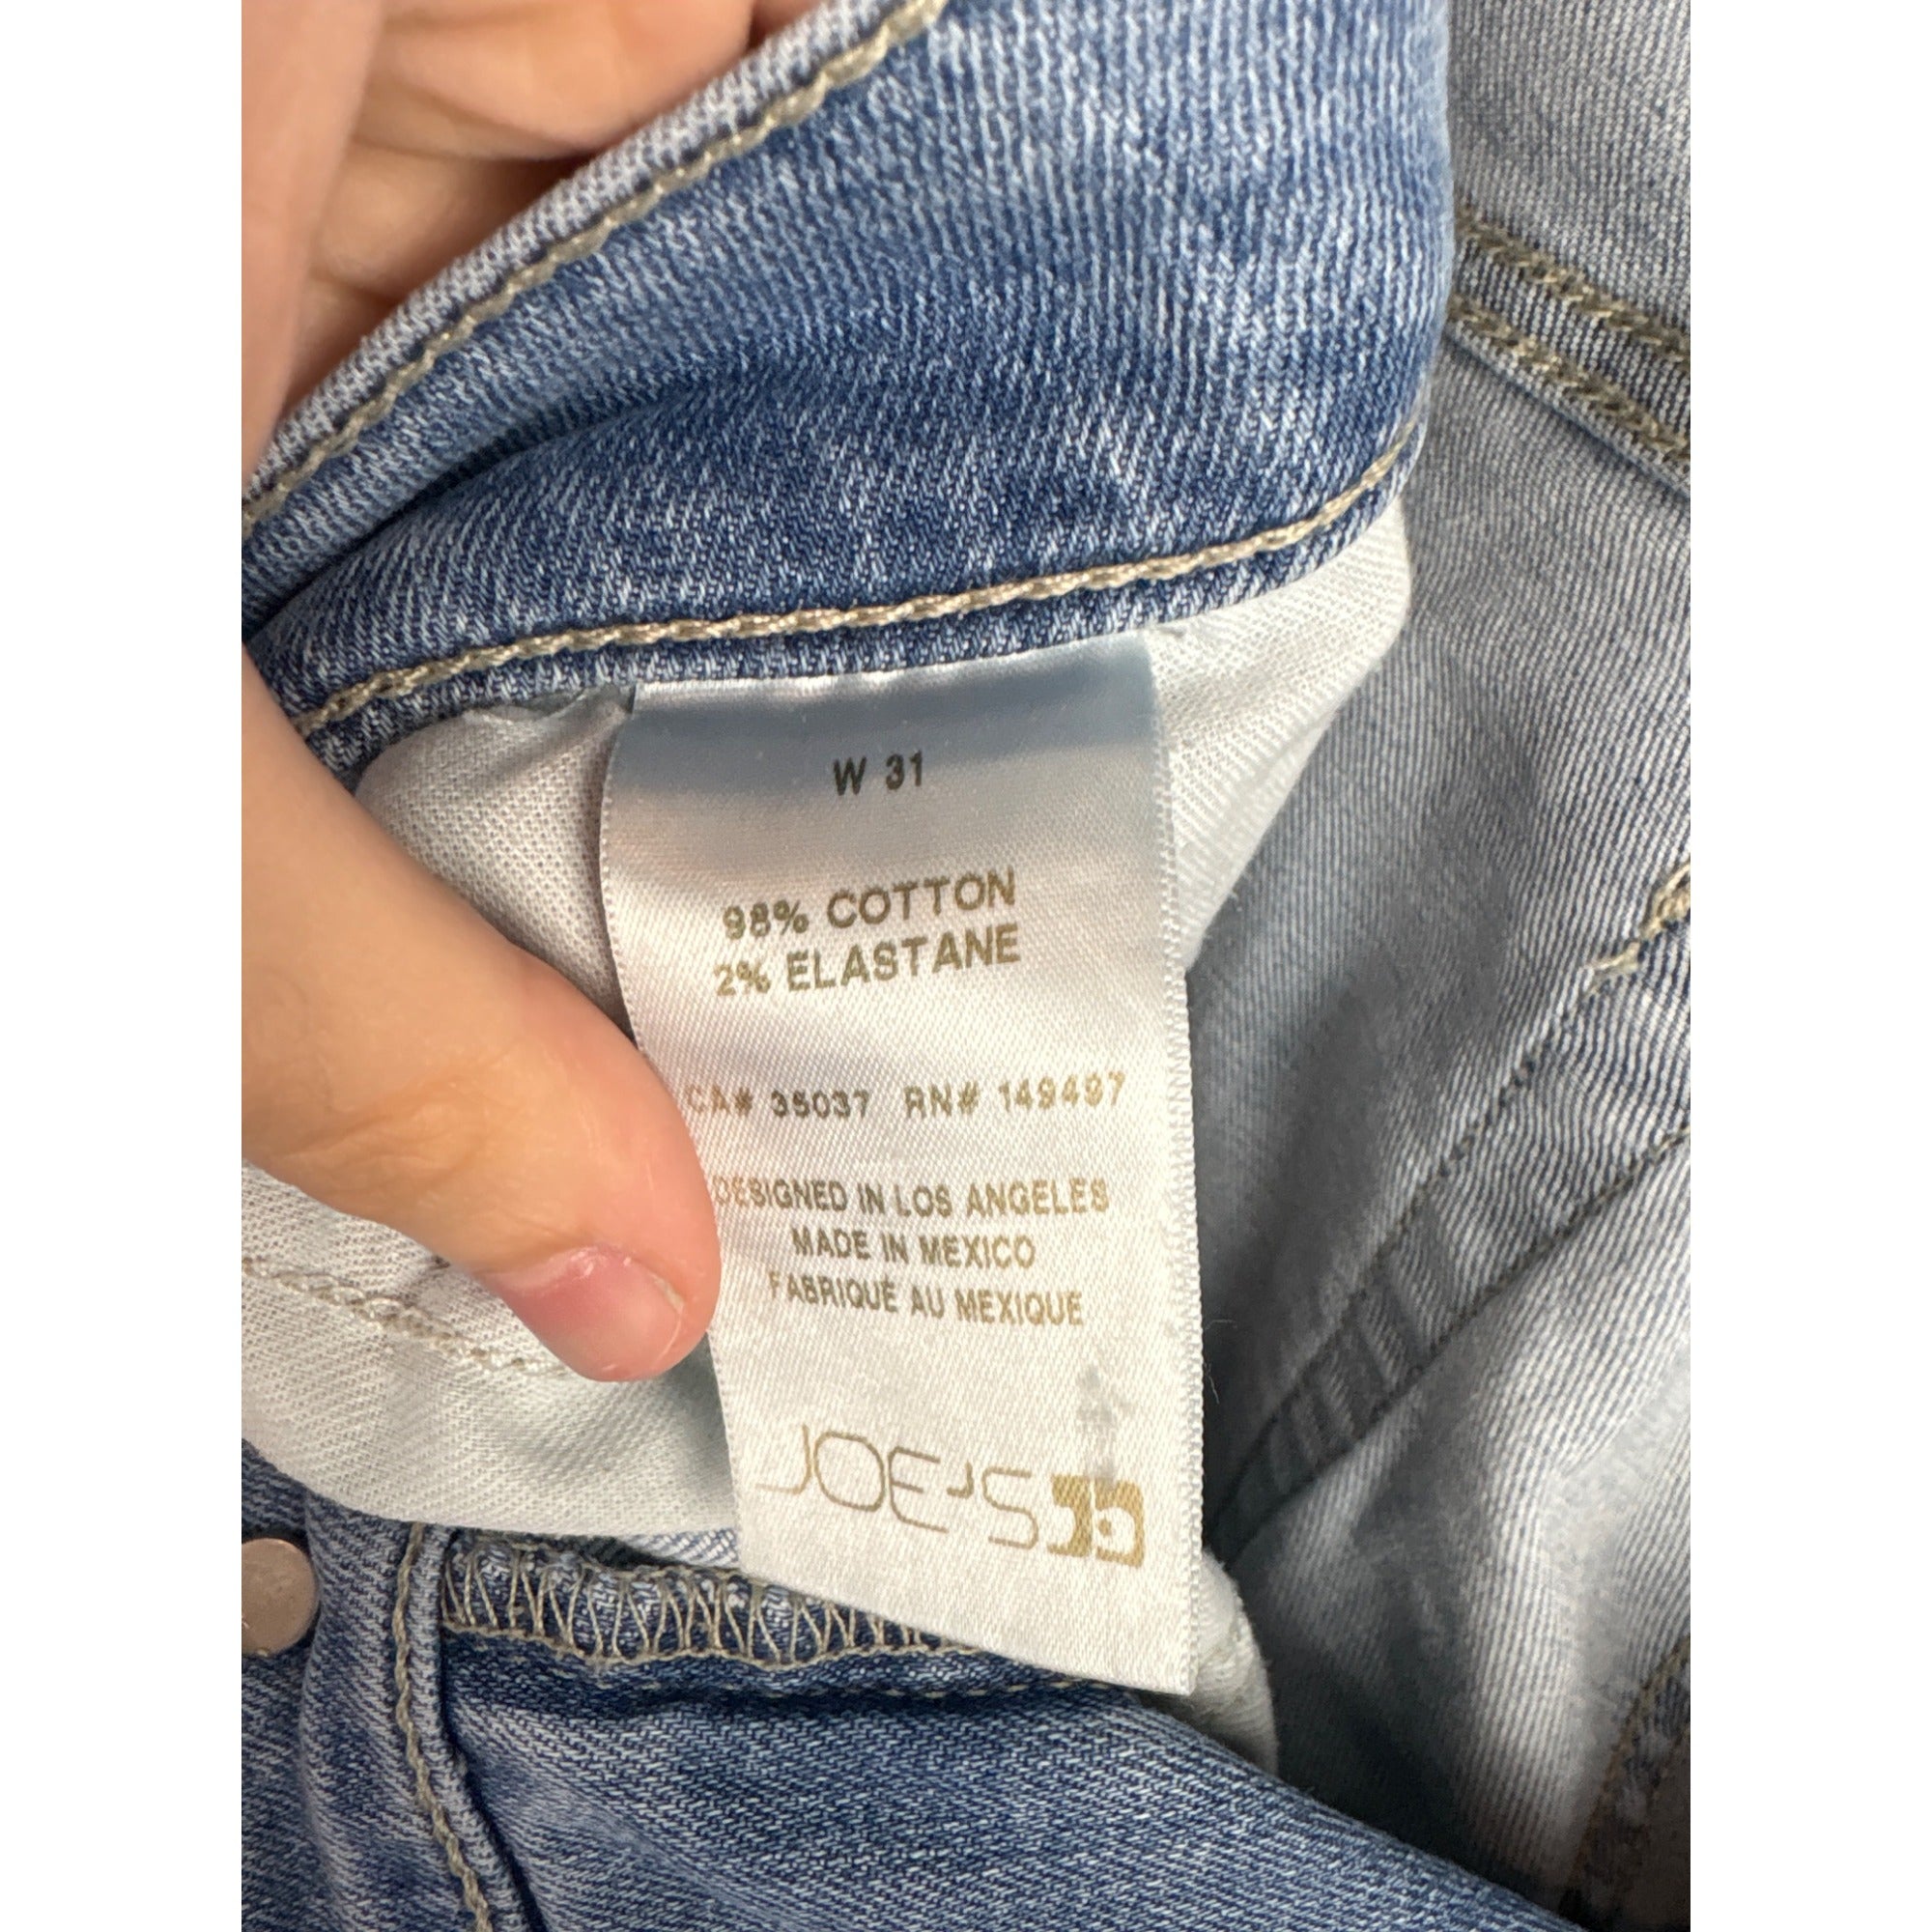 W 31
98% COTTON
2% ELASTANE
CA# 35037 RN# 149497
DESIGNED IN LOS ANGELES
MADE IN MEXICO
FABRIQUÉ AU MEXIQUE
JOE'S